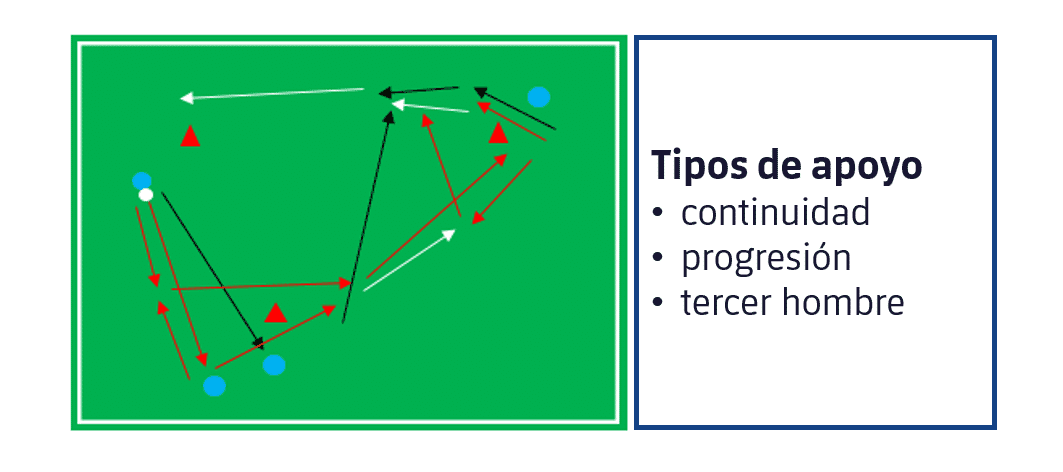 Tipos de apoyo
• continuidad
• progresión
• tercer hombre